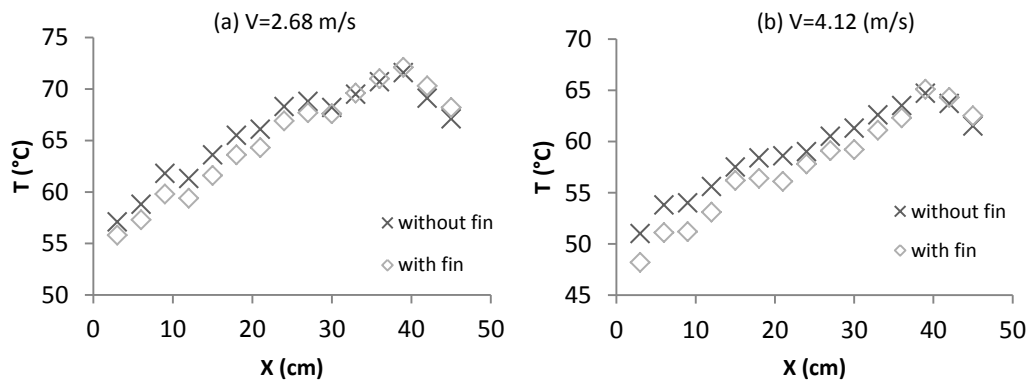 (a) V=2.68 m/s
75
70
65
60
55
50
T (°C)
0 10 20 30 40 50
X (cm)
without fin
with fin
(b) V=4.12 (m/s)
70
65
60
55
50
45
T (°C)
0 10 20 30 40 50
X (cm)
without fin
with fin